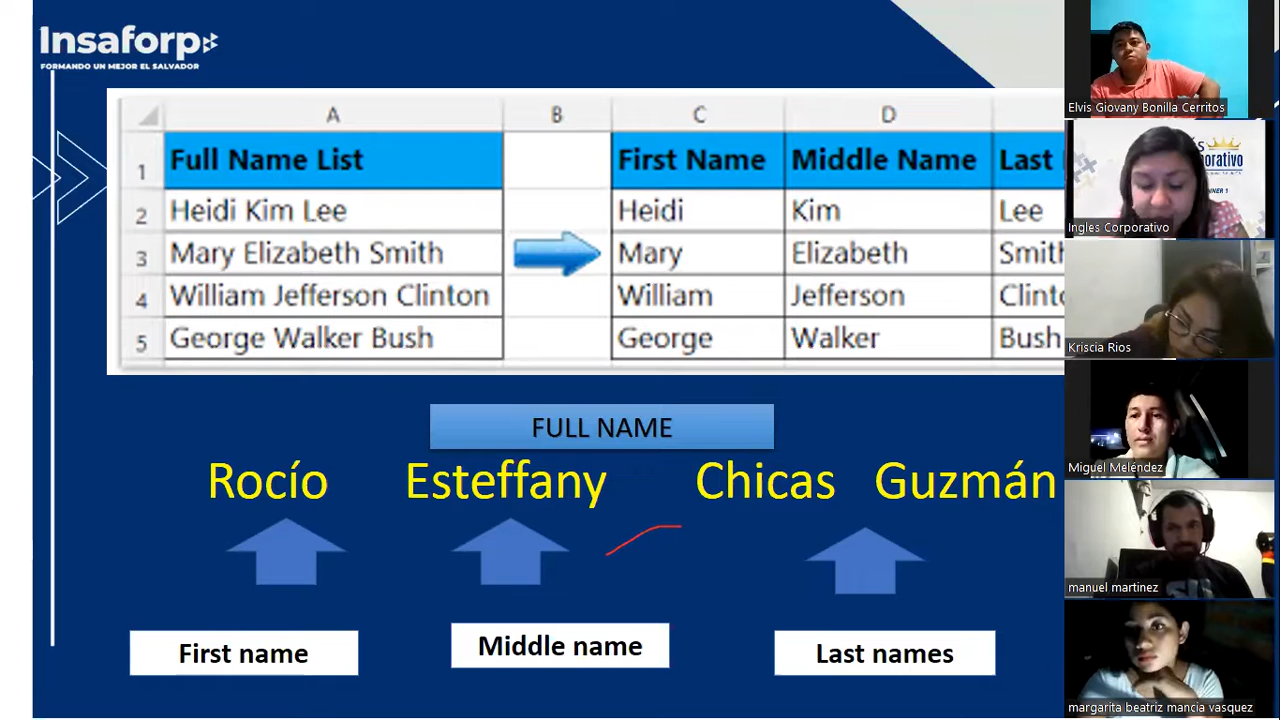 Insaforp
FORMANDO UN MEJOR EL SALVADOR
A B C D
1 Full Name List First Name Middle Name Last
2 Heidi Kim Lee Heidi Kim Lee
3 Mary Elizabeth Smith Mary Elizabeth Smith
4 William Jefferson Clinton William Jefferson Clinto
5 George Walker Bush George Walker Bush
FULL NAME
Rocío Esteffany Chicas Guzmán
First name Middle name Last names
Elvis Giovany Bonilla Cerritos
Ingles Corporativo
Kriscia Rios
Miguel Meléndez
manuel martinez
margarita beatriz mancia vasquez